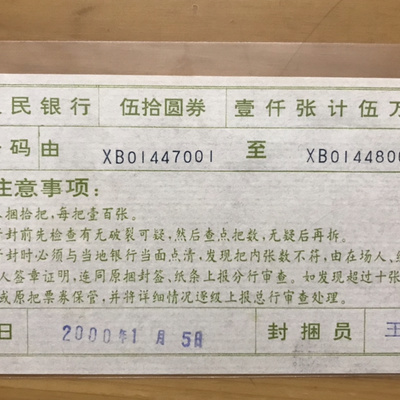 民银行 伍拾圆券 壹仟张计伍
码由 XB01447001 至 XB0144800
注意事项：
捆拾把，每把壹百张。
封前先检查有无破裂可疑，然后查点把数，无疑后再拆。
封时必须与当地银行当面点清，发现把内张数不符，由在场人、
人签章证明，连同原捆封签、纸条上报分行审查。如发现超过十张
或原把票券保管，并将详细情况逐级上报总行审查处理。
日 2000年1月5日 封捆员 王